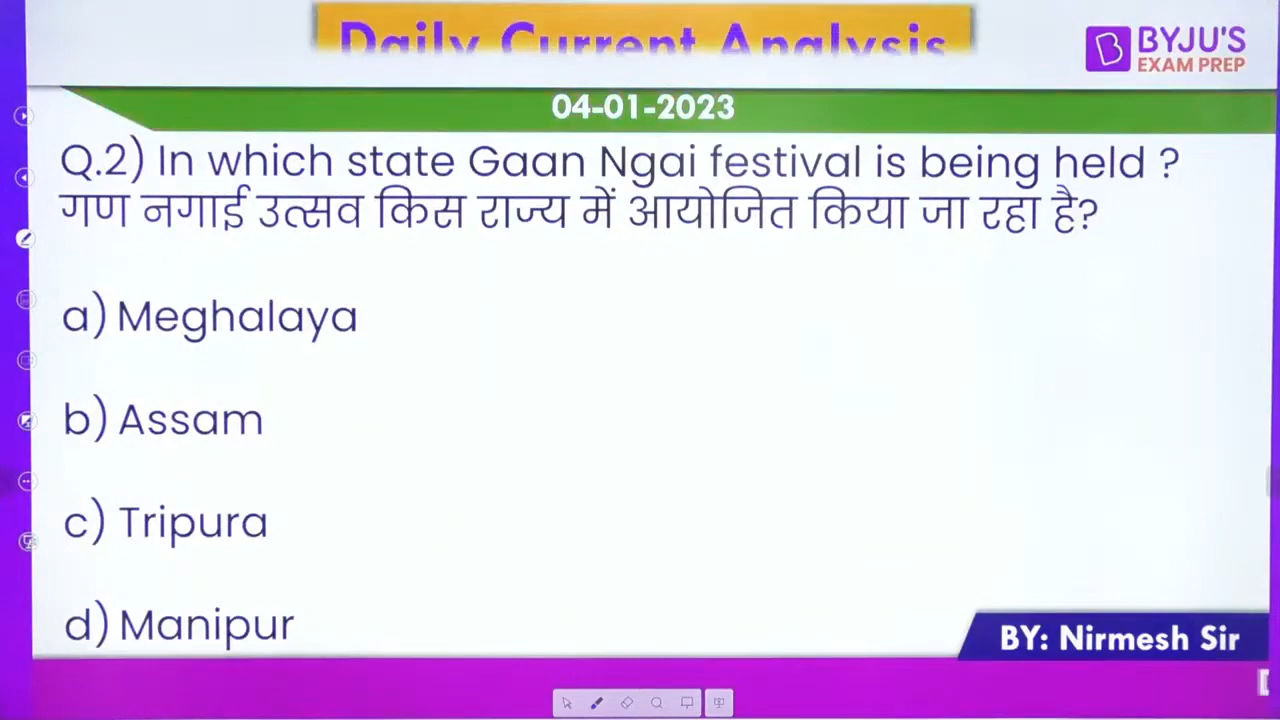 Daily Current Analysis
BYJU'S
EXAM PREP
04-01-2023
Q.2) In which state Gaan Ngai festival is being held ?
गण नगाई उत्सव किस राज्य में आयोजित किया जा रहा है?
a) Meghalaya
b) Assam
c) Tripura
d) Manipur
BY: Nirmesh Sir